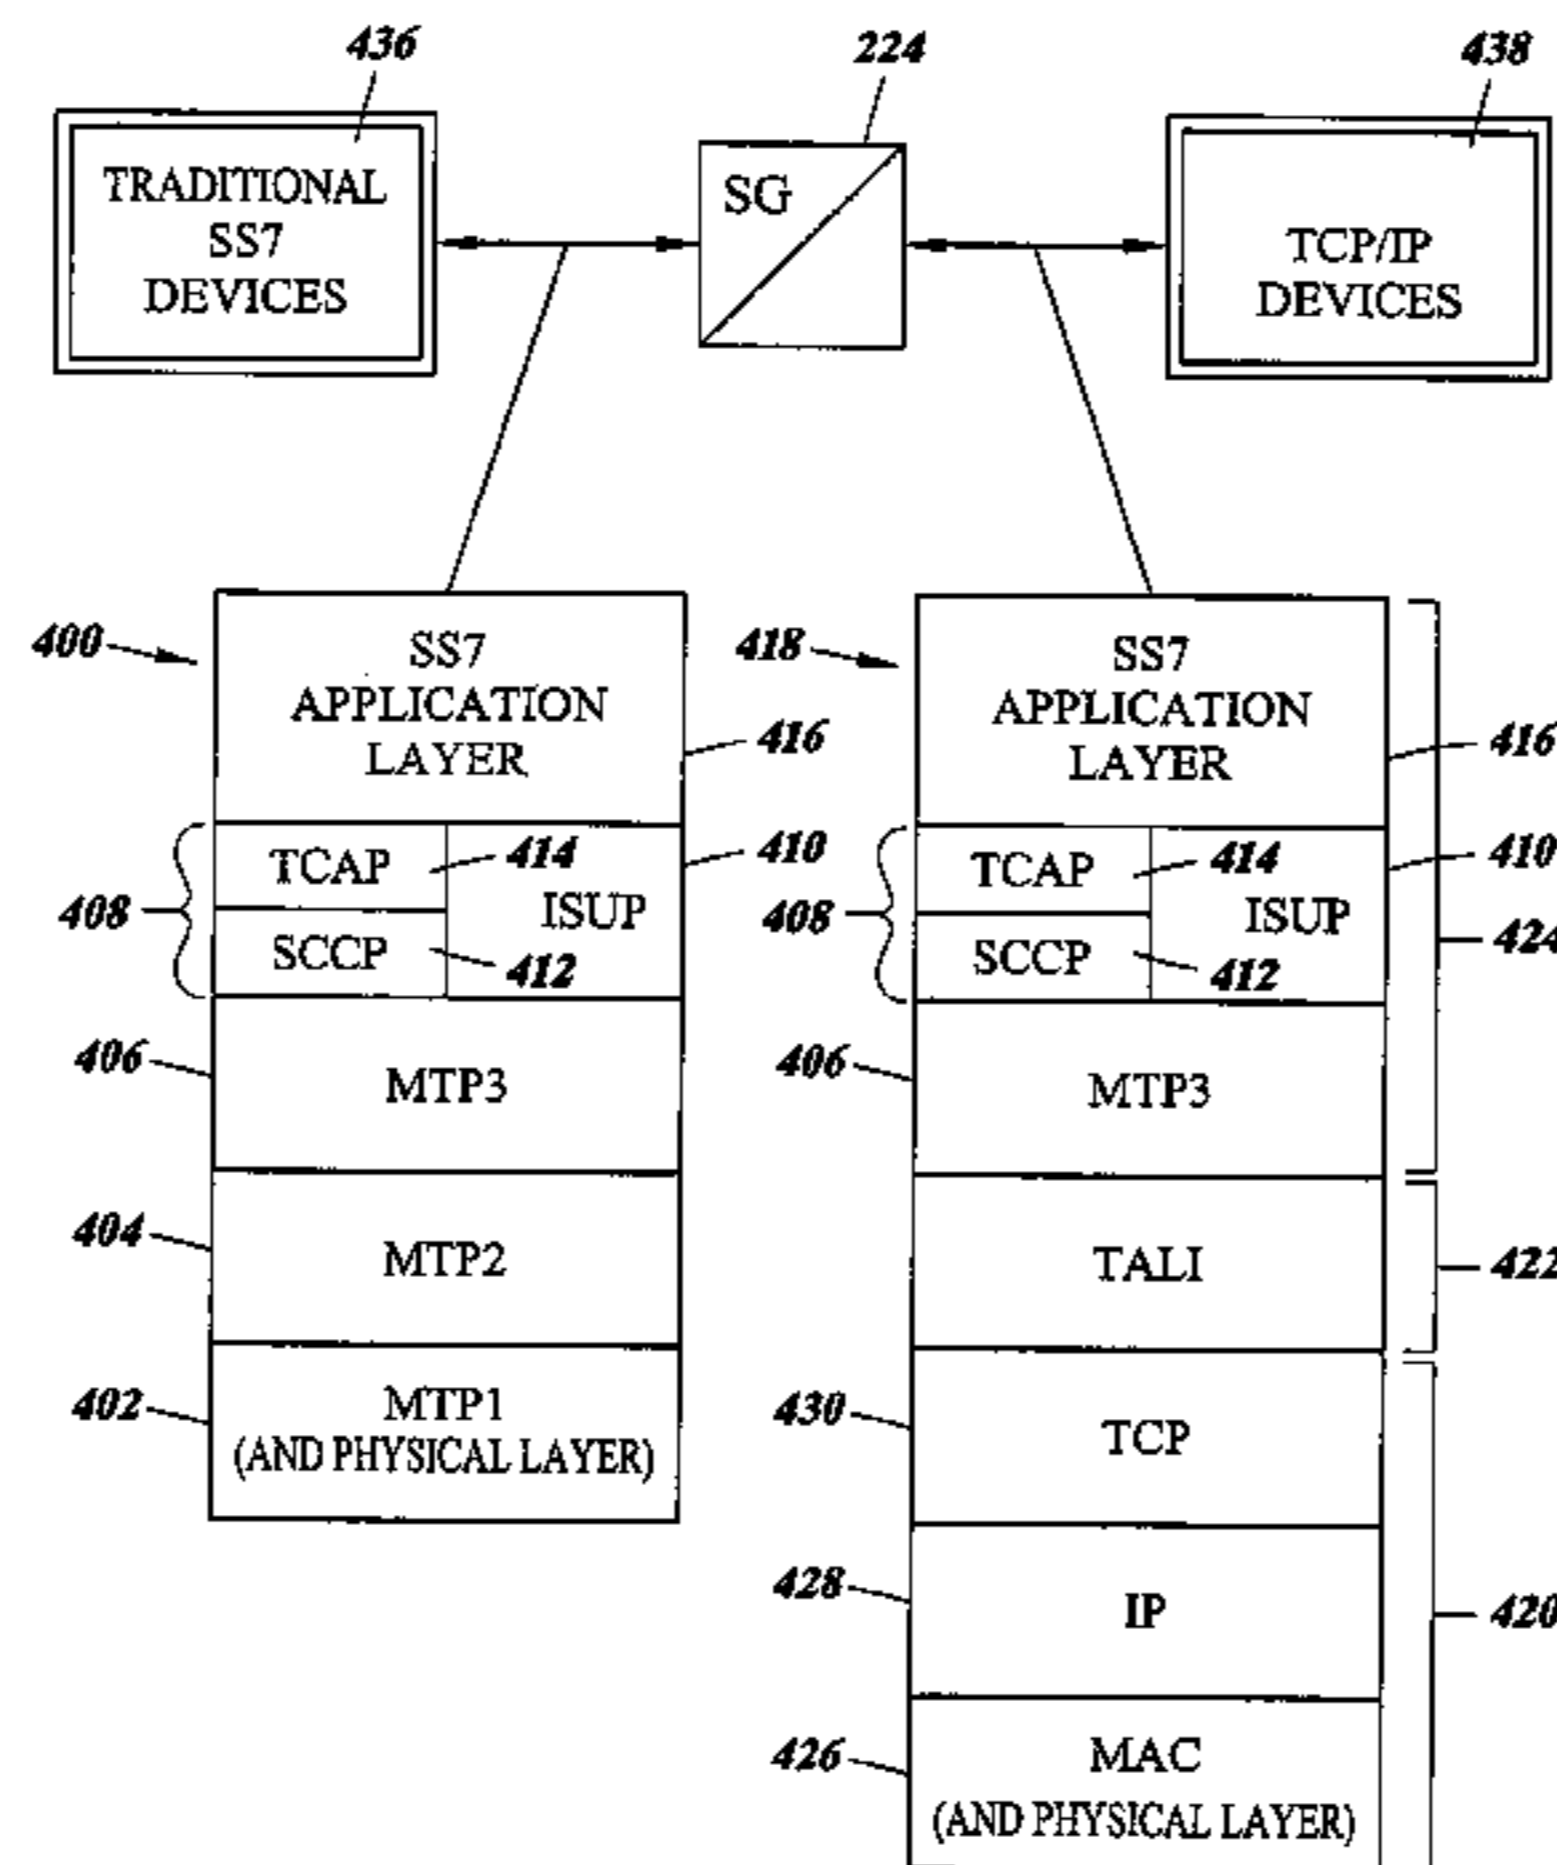 436
224
438
TRADITIONAL
SS7
DEVICES
SG
TCP/IP
DEVICES
400
SS7
APPLICATION
LAYER
416
408
TCAP
414
SCCP
412
ISUP
410
406
MTP3
404
MTP2
402
MTP1
(AND PHYSICAL LAYER)
418
SS7
APPLICATION
LAYER
416
408
TCAP
414
SCCP
412
ISUP
410
424
406
MTP3
TALI
422
430
TCP
428
IP
420
426
MAC
(AND PHYSICAL LAYER)